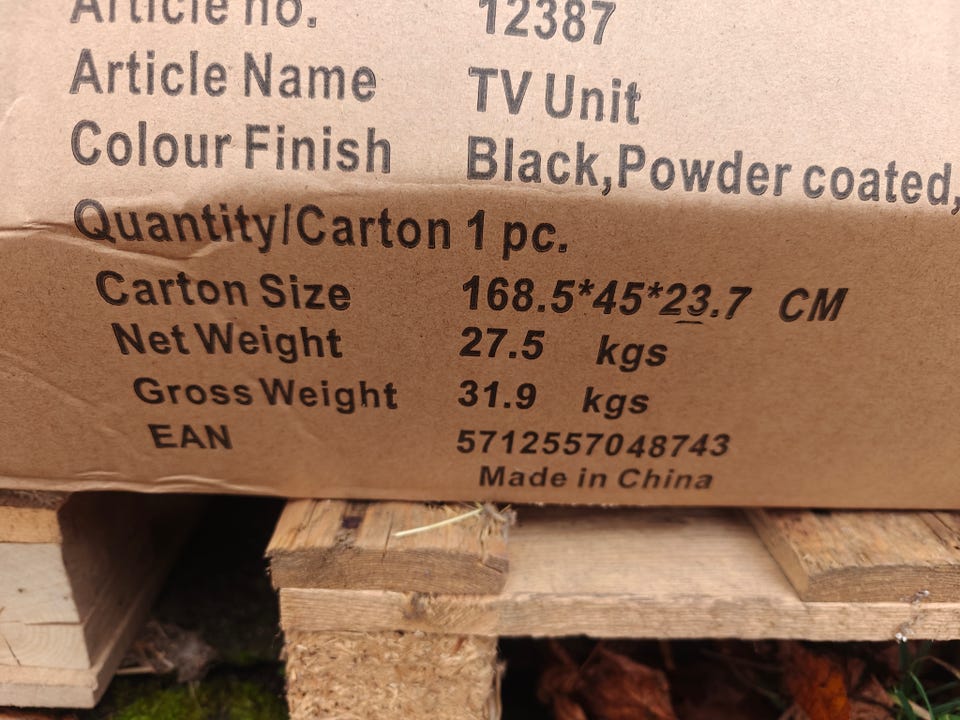 Article no. 12387
Article Name TV Unit
Colour Finish Black,Powder coated,
Quantity/Carton 1 pc.
Carton Size 168.5*45*23.7 CM
Net Weight 27.5 kgs
Gross Weight 31.9 kgs
EAN 5712557048743
Made in China